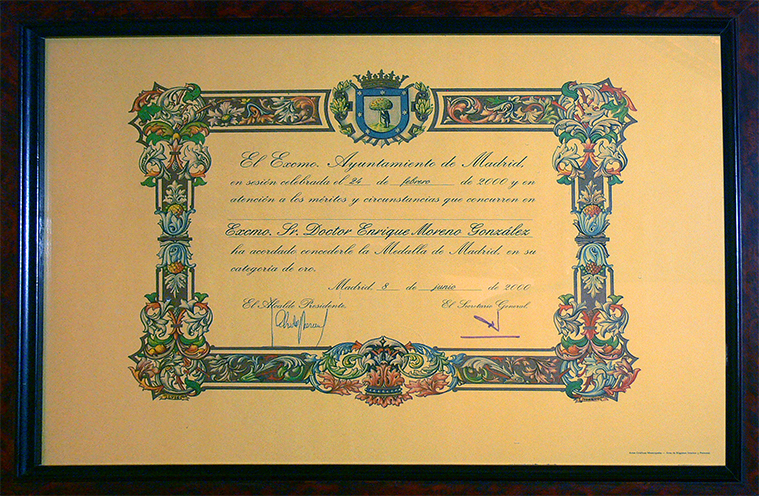 El Excmo. Ayuntamiento de Madrid,
en sesión celebrada el 24 de febrero de 2000 y en
atención a los méritos y circunstancias que concurren en
Excmo. Sr. Doctor Enrique Moreno González
ha acordado concederle la Medalla de Madrid, en su
categoría de oro.
Madrid, 8 de junio de 2000
El Alcalde Presidente,
El Secretario General,